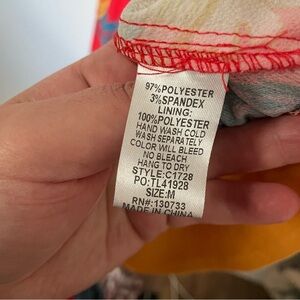 97%POLYESTER
3%SPANDEX
LINING:
100%POLYESTER
HAND WASH COLD
WASH SEPARATELY
COLOR WILL BLEED
NO BLEACH
HANG TO DRY
STYLE:C1728
PO:TL41928
SIZE:M
RN#:130733
MADE IN CHINA